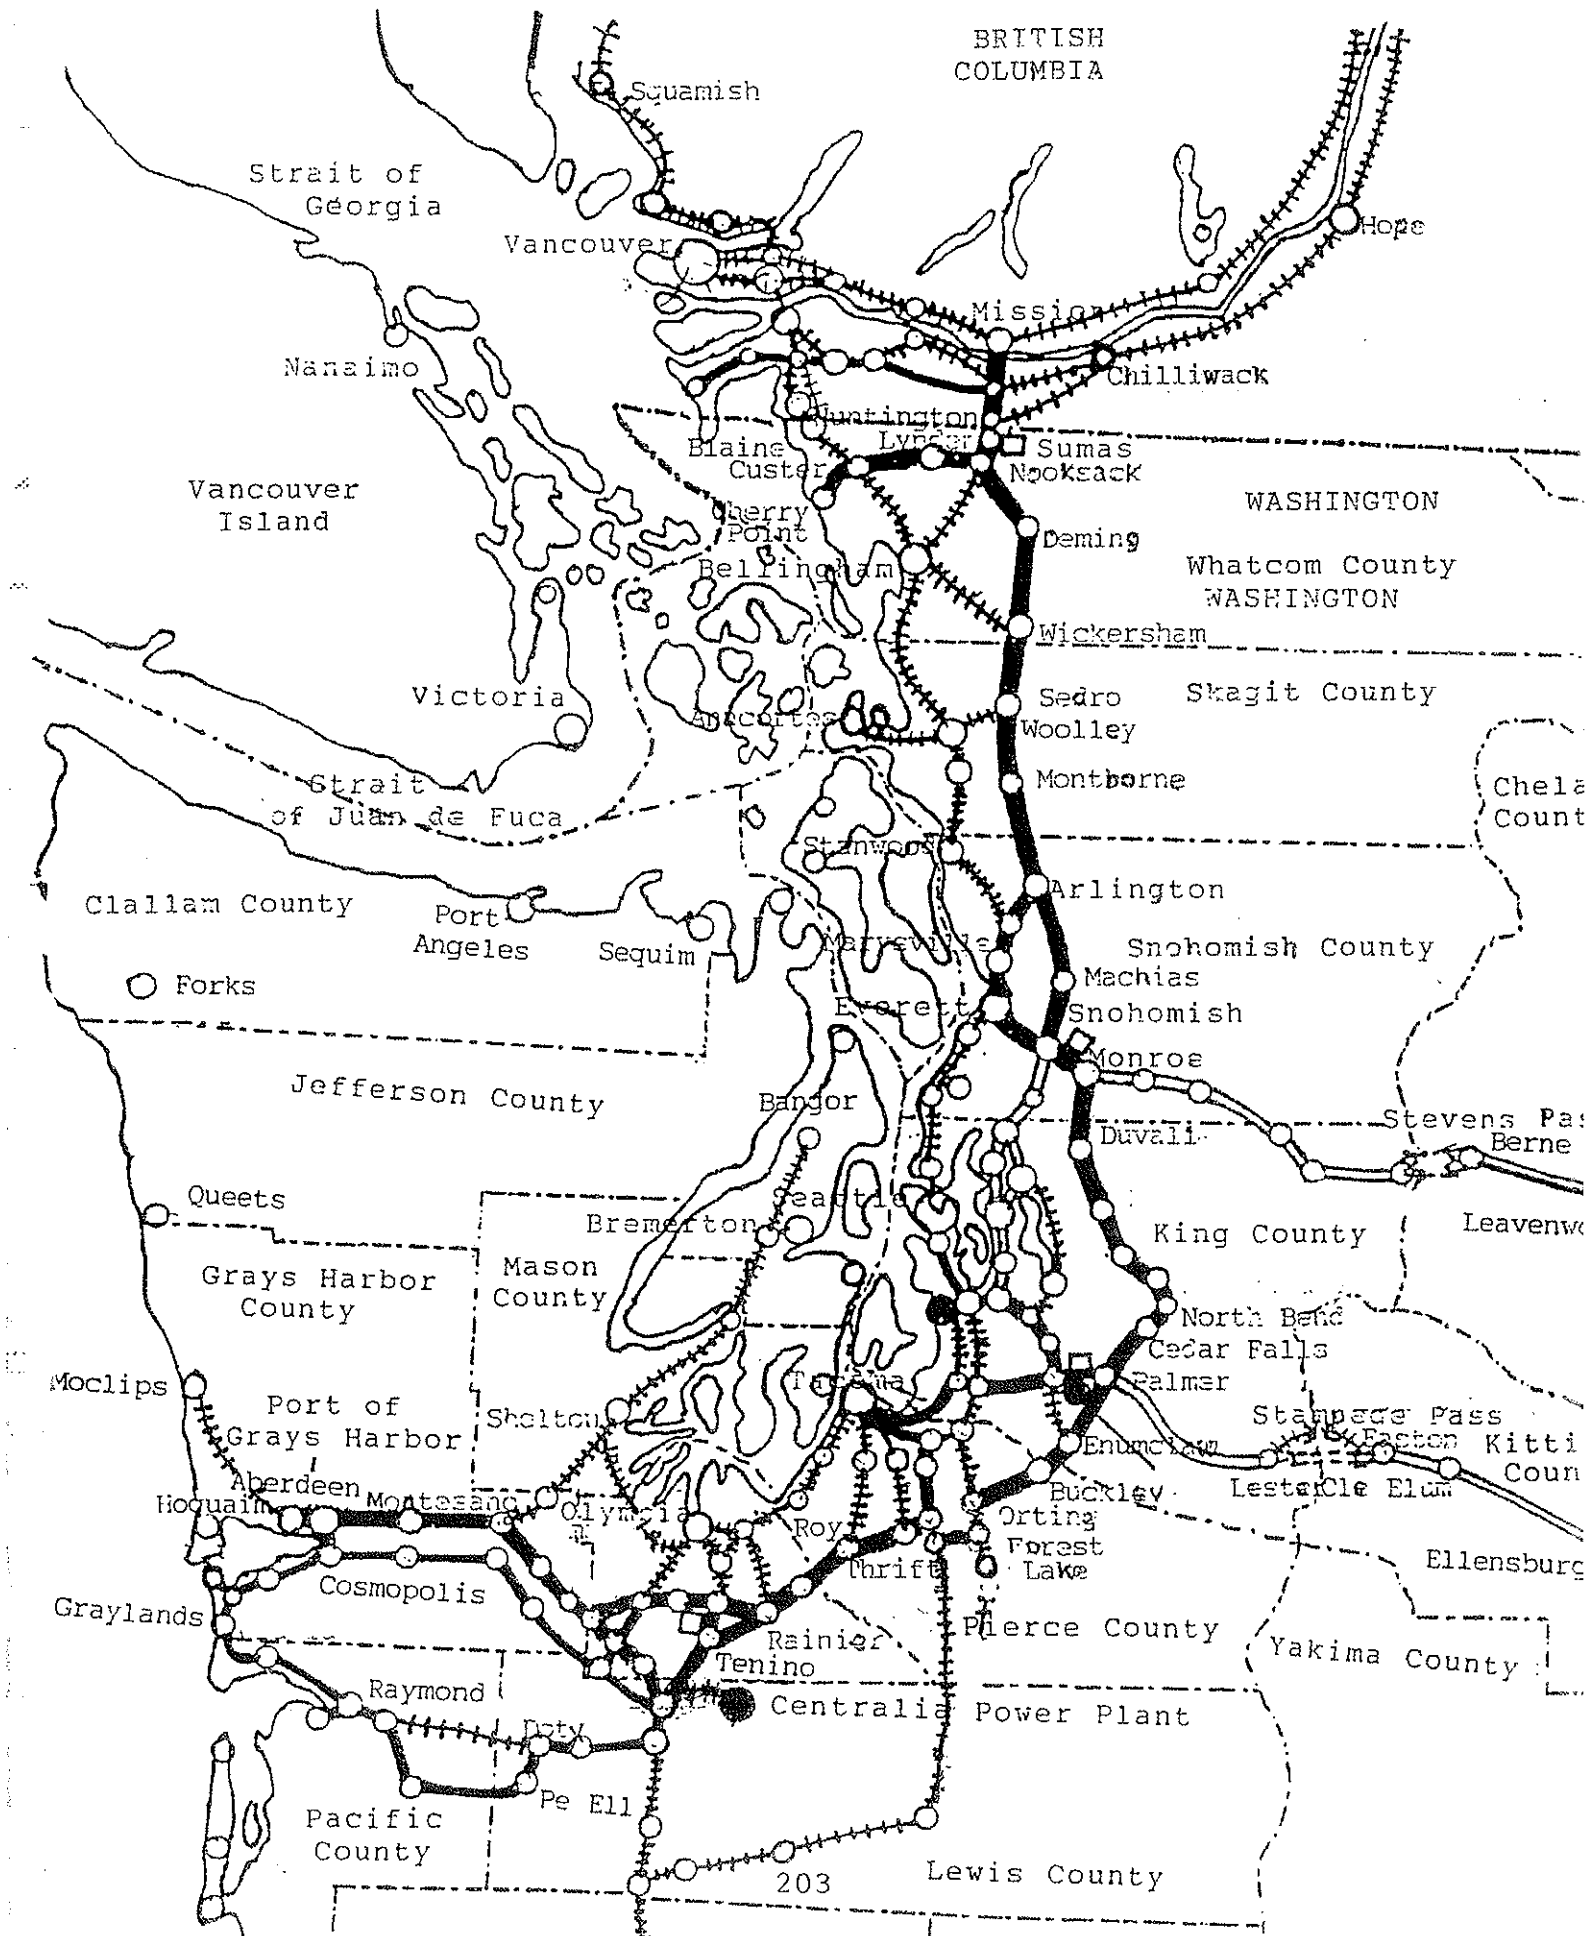 BRITISH
COLUMBIA
Squamish
Strait of
Georgia
Vancouver
Hope
Mission
Nanaimo
Chilliwack
Huntington
Lynden
Blaine
Sumas
Custer
Nooksack
Vancouver
Island
WASHINGTON
Cherry
Point
Deming
Bellingham
Whatcom County
WASHINGTON
Wickersham
Victoria
Sedro
Woolley
Skagit County
Anacortes
Strait
of Juan de Fuca
Montborne
Chela
Count
Stanwood
Clallam County
Port
Angeles
Arlington
Sequim
Marysville
Snohomish County
Forks
Machias
Everett
Snohomish
Monroe
Jefferson County
Bangor
Stevens Pas
Duvall
Berne
Queets
Seattle
Bremerton
King County
Leavenwo
Grays Harbor
County
Mason
County
North Bend
Cedar Falls
Moclips
Tacoma
Palmer
Port of
Grays Harbor
Shelton
Stampede Pass
Enumclaw
Easton
Kitti
Coun
Aberdeen
Hoquiam
Montesano
Olympia
Buckley
Lester
Cle Elum
Roy
Orting
Thrift
Forest
Lake
Ellensburg
Cosmopolis
Graylands
Pierce County
Rainier
Yakima County
Tenino
Raymond
Centralia Power Plant
Doty
Pe Ell
Pacific
County
203
Lewis County